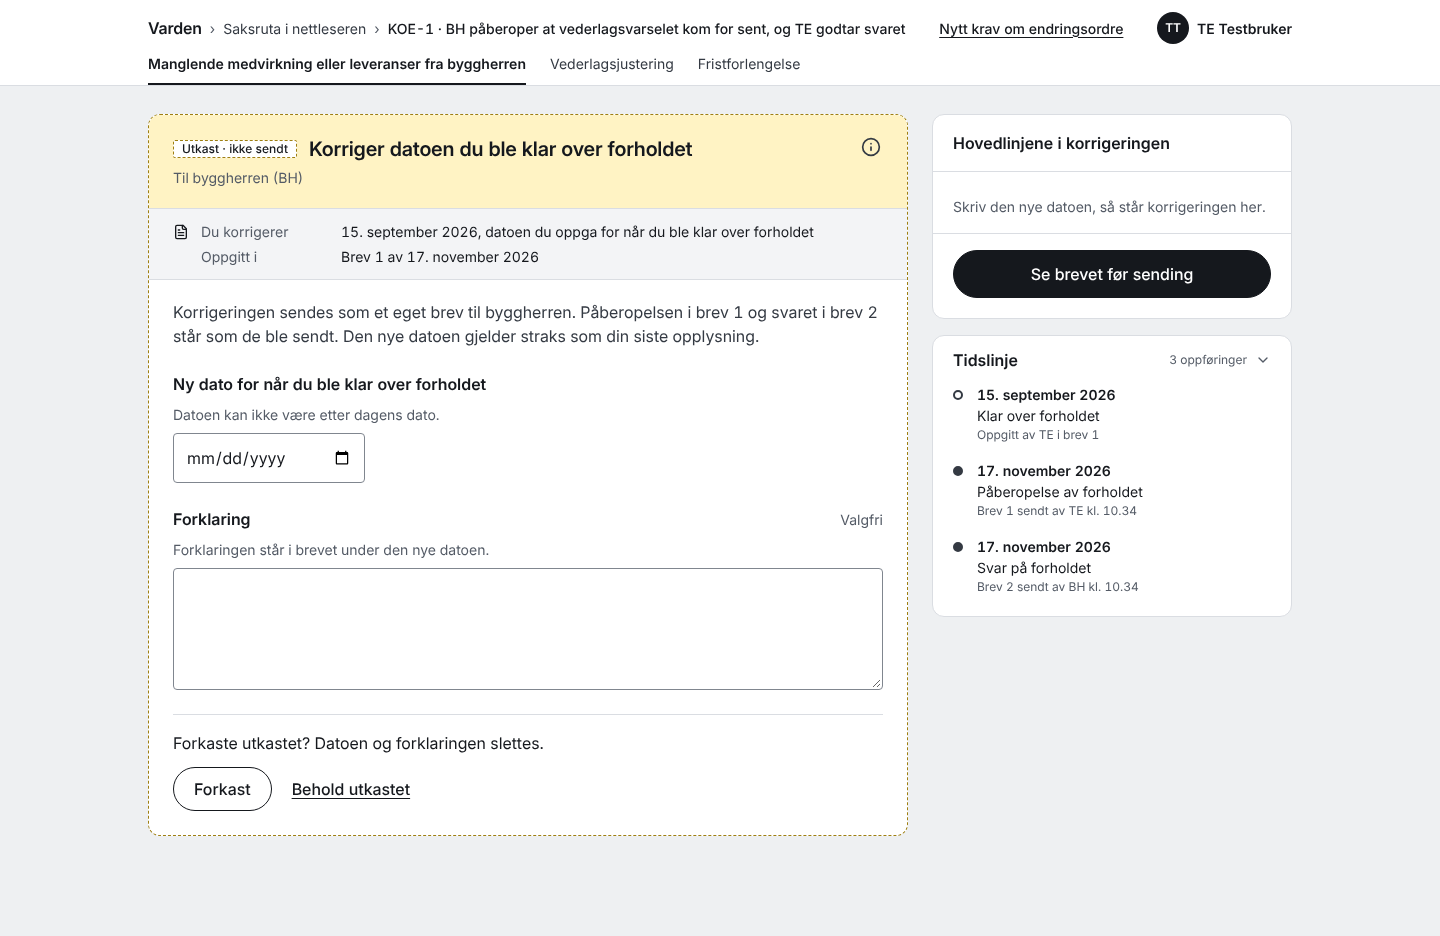 Varden › Saksruta i nettleseren › KOE-1 · BH påberoper at vederlagsvarselet kom for sent, og TE godtar svaret
Nytt krav om endringsordre
TT TE Testbruker
Manglende medvirkning eller leveranser fra byggherren
Vederlagsjustering
Fristforlengelse
Utkast · ikke sendt
Korriger datoen du ble klar over forholdet
Til byggherren (BH)
Du korrigerer
15. september 2026, datoen du oppga for når du ble klar over forholdet
Oppgitt i
Brev 1 av 17. november 2026
Korrigeringen sendes som et eget brev til byggherren. Påberopelsen i brev 1 og svaret i brev 2
står som de ble sendt. Den nye datoen gjelder straks som din siste opplysning.
Ny dato for når du ble klar over forholdet
Datoen kan ikke være etter dagens dato.
mm/dd/yyyy
Forklaring
Valgfri
Forklaringen står i brevet under den nye datoen.
Forkaste utkastet? Datoen og forklaringen slettes.
Forkast
Behold utkastet
Hovedlinjene i korrigeringen
Skriv den nye datoen, så står korrigeringen her.
Se brevet før sending
Tidslinje
3 oppføringer
15. september 2026
Klar over forholdet
Oppgitt av TE i brev 1
17. november 2026
Påberopelse av forholdet
Brev 1 sendt av TE kl. 10.34
17. november 2026
Svar på forholdet
Brev 2 sendt av BH kl. 10.34